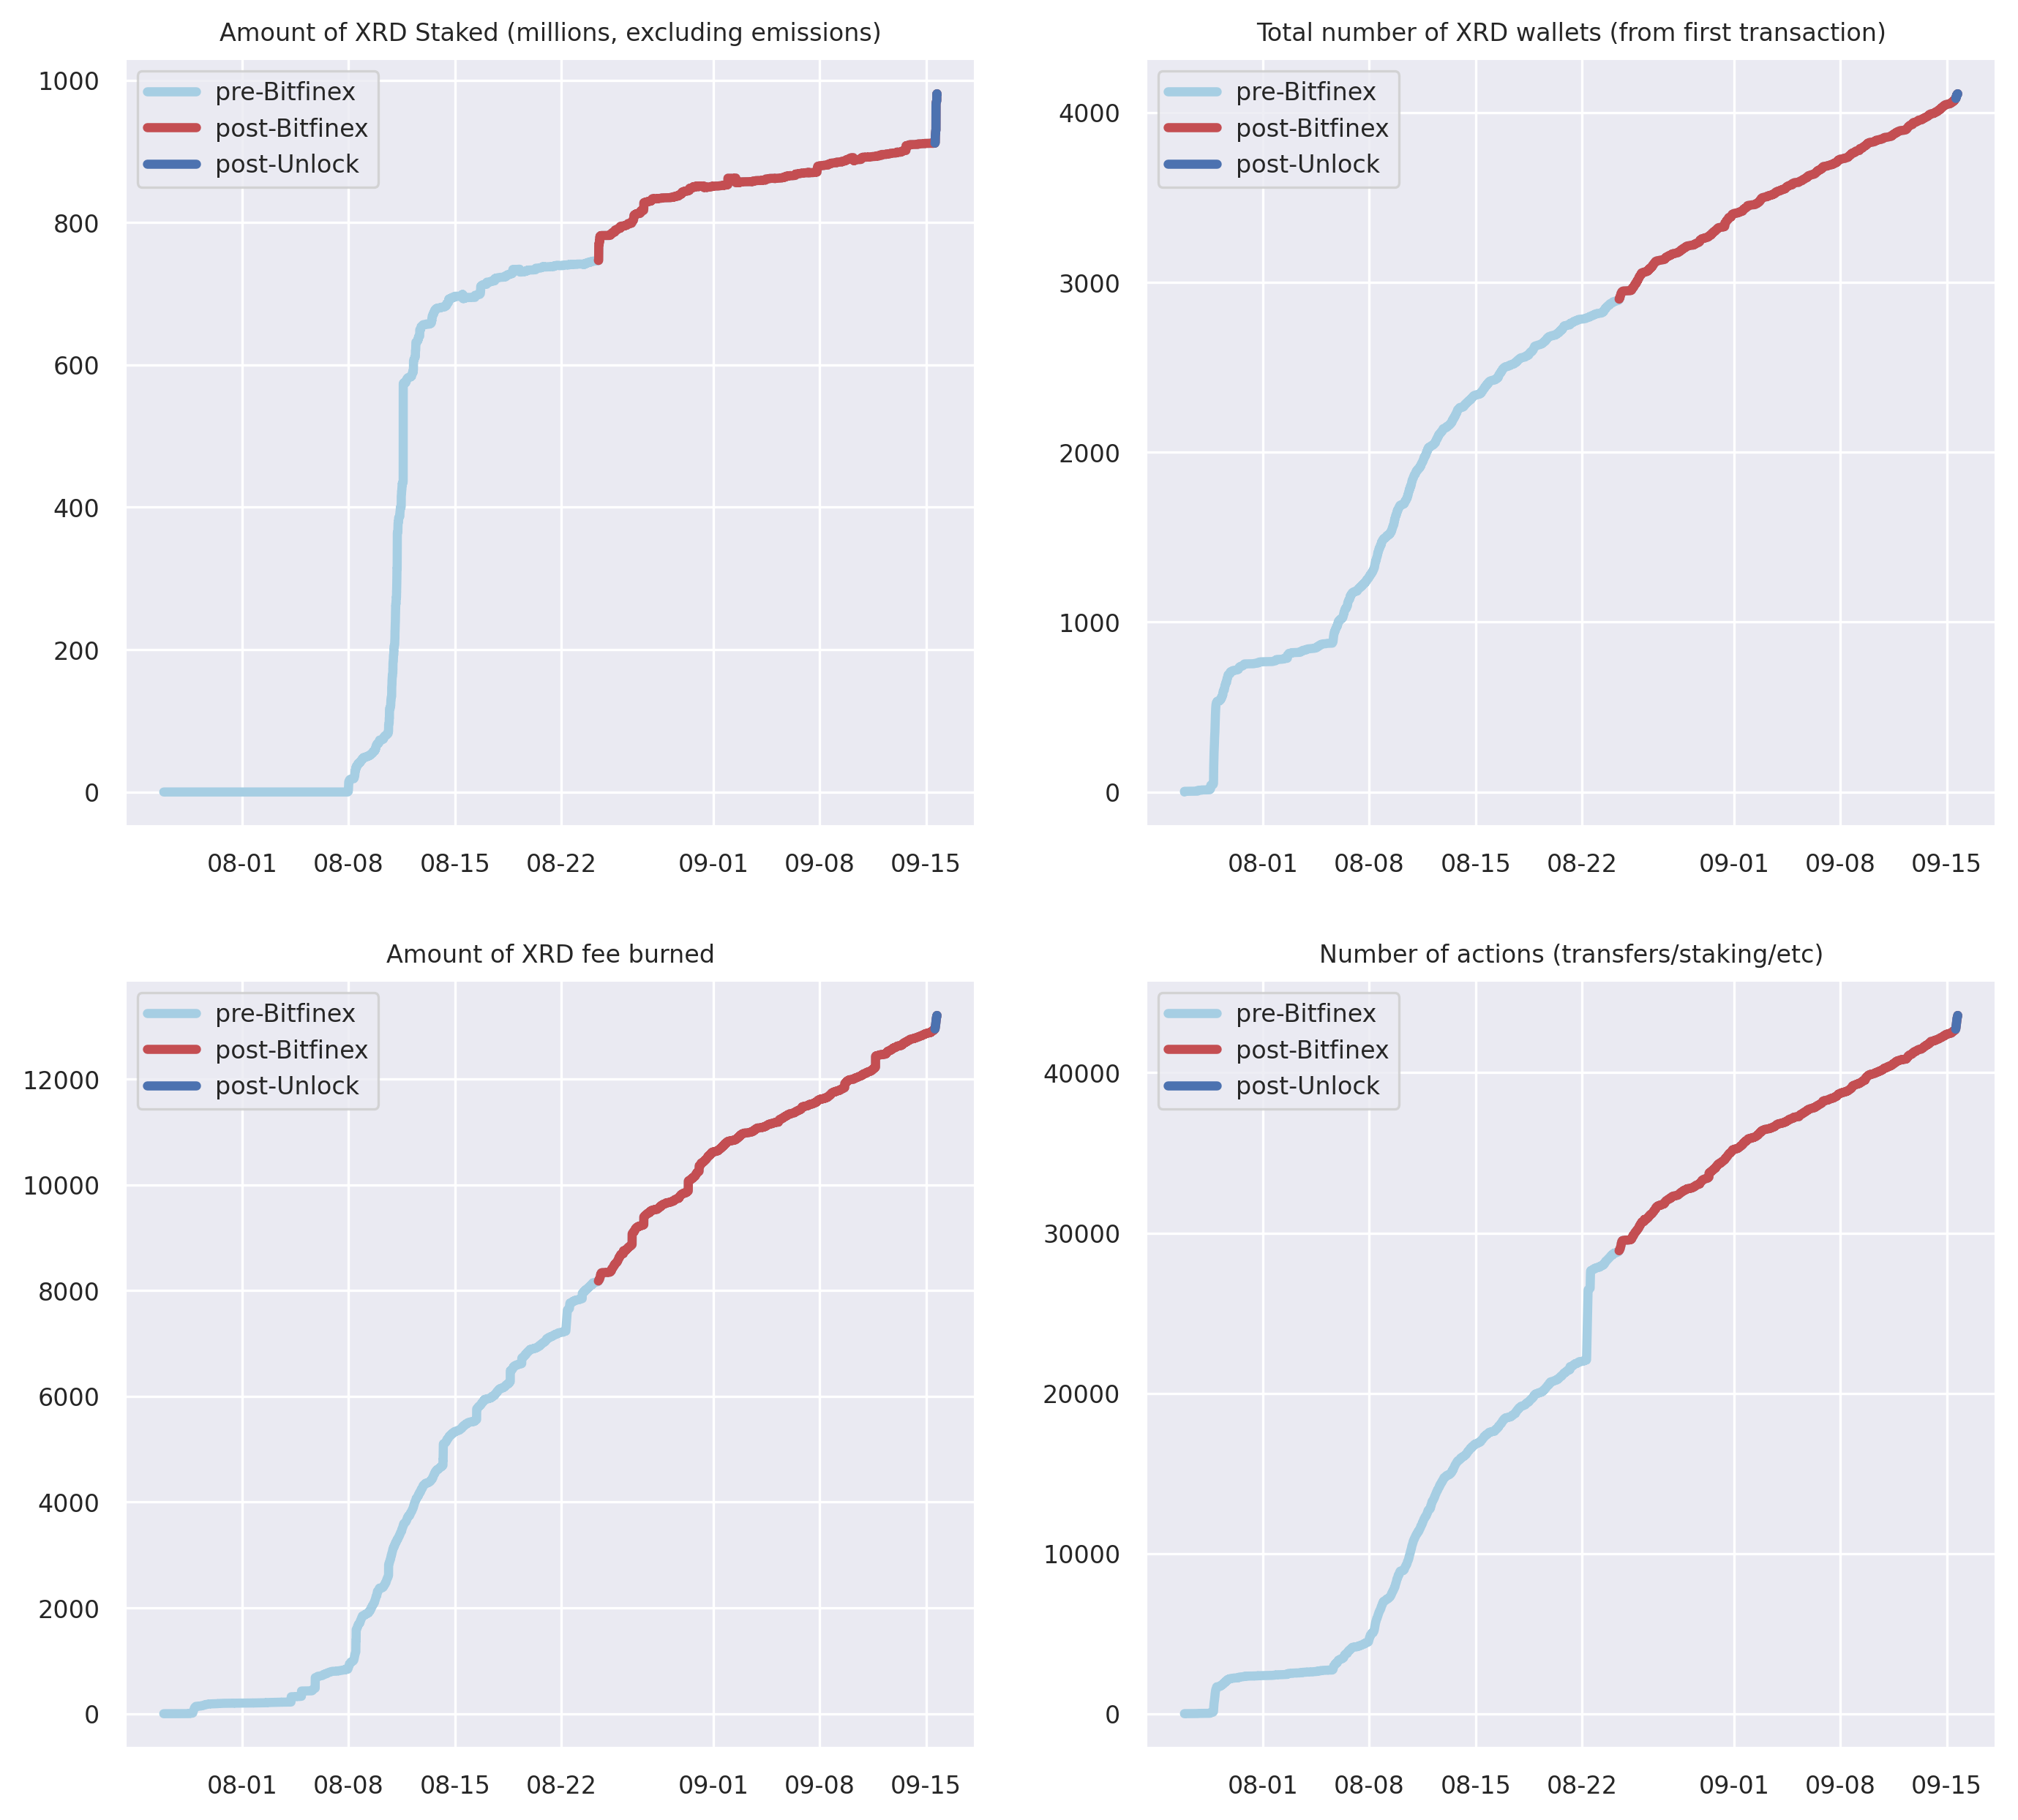 Amount of XRD Staked (millions, excluding emissions)
1000
800
600
400
200
0
pre-Bitfinex
post-Bitfinex
post-Unlock
08-01 08-08 08-15 08-22 09-01 09-08 09-15
Total number of XRD wallets (from first transaction)
4000
3000
2000
1000
0
pre-Bitfinex
post-Bitfinex
post-Unlock
08-01 08-08 08-15 08-22 09-01 09-08 09-15
Amount of XRD fee burned
12000
10000
8000
6000
4000
2000
0
pre-Bitfinex
post-Bitfinex
post-Unlock
08-01 08-08 08-15 08-22 09-01 09-08 09-15
Number of actions (transfers/staking/etc)
40000
30000
20000
10000
0
pre-Bitfinex
post-Bitfinex
post-Unlock
08-01 08-08 08-15 08-22 09-01 09-08 09-15